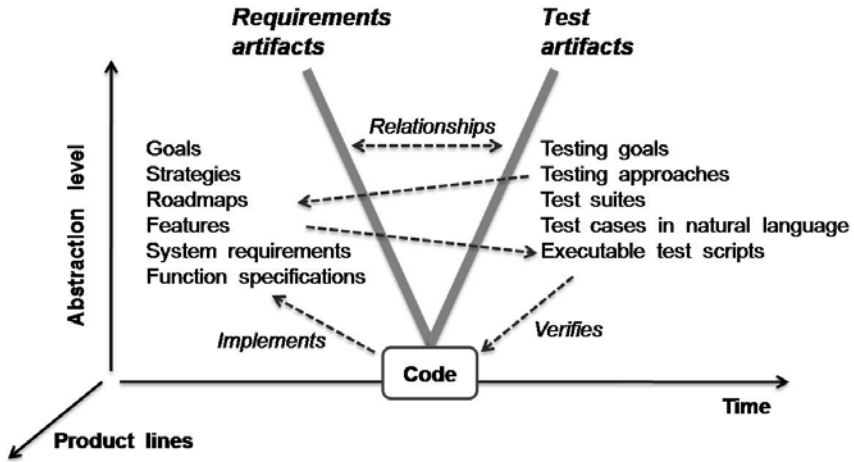 Requirements
artifacts
Test
artifacts
Relationships
Abstraction level
Goals
Strategies
Roadmaps
Features
System requirements
Function specifications
Testing goals
Testing approaches
Test suites
Test cases in natural language
Executable test scripts
Implements
Verifies
Code
Time
Product lines